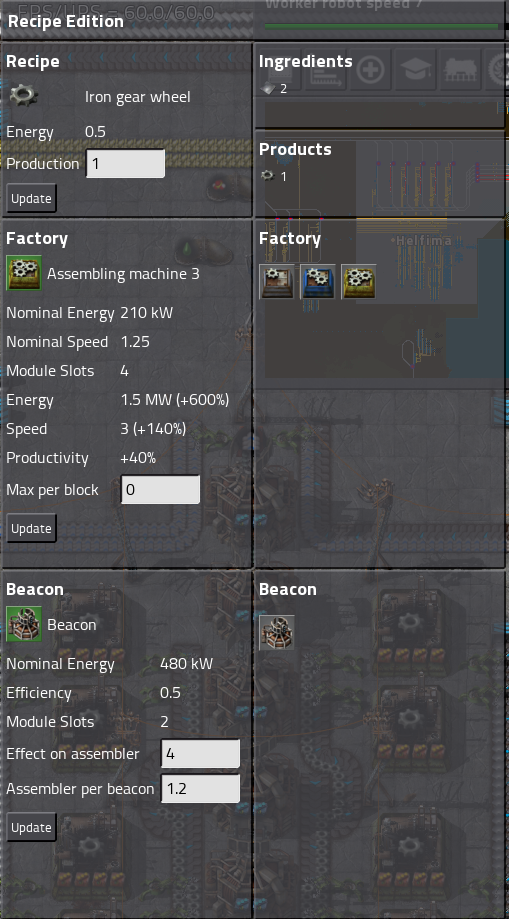 EPS/UPS = 60.0/60.0
Worker robot speed 7
Recipe Edition
Recipe
Iron gear wheel
Energy 0.5
Production 1
Update
Ingredients
2
Products
1
Factory
Assembling machine 3
Nominal Energy 210 kW
Nominal Speed 1.25
Module Slots 4
Energy 1.5 MW (+600%)
Speed 3 (+140%)
Productivity +40%
Max per block 0
Update
Factory
Helfima
Beacon
Beacon
Nominal Energy 480 kW
Efficiency 0.5
Module Slots 2
Effect on assembler 4
Assembler per beacon 1.2
Update
Beacon